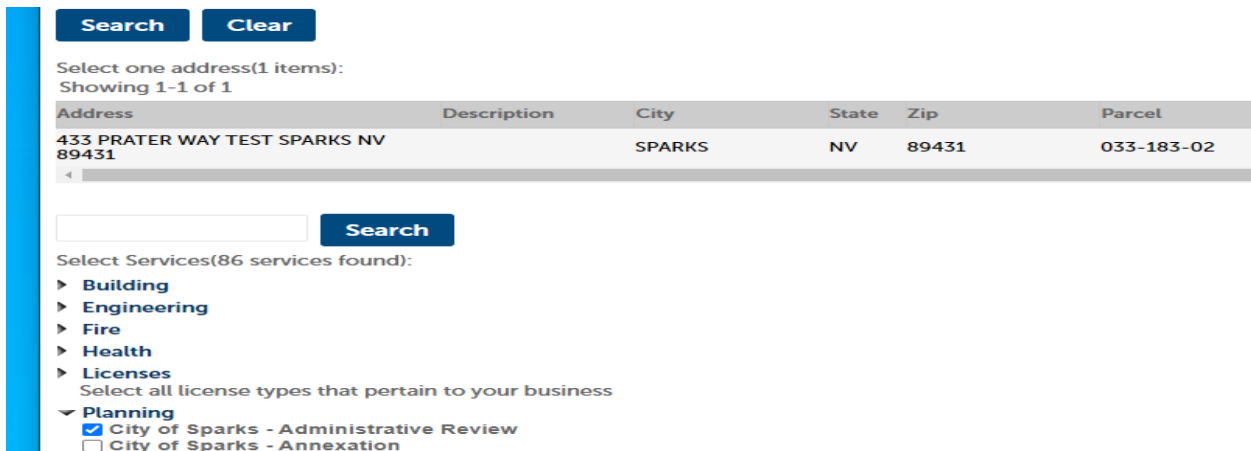 Search Clear
Select one address(1 items):
Showing 1-1 of 1
Address Description City State Zip Parcel
433 PRATER WAY TEST SPARKS NV
89431 SPARKS NV 89431 033-183-02
Search
Select Services(86 services found):
Building
Engineering
Fire
Health
Licenses
Select all license types that pertain to your business
Planning
City of Sparks - Administrative Review
City of Sparks - Annexation